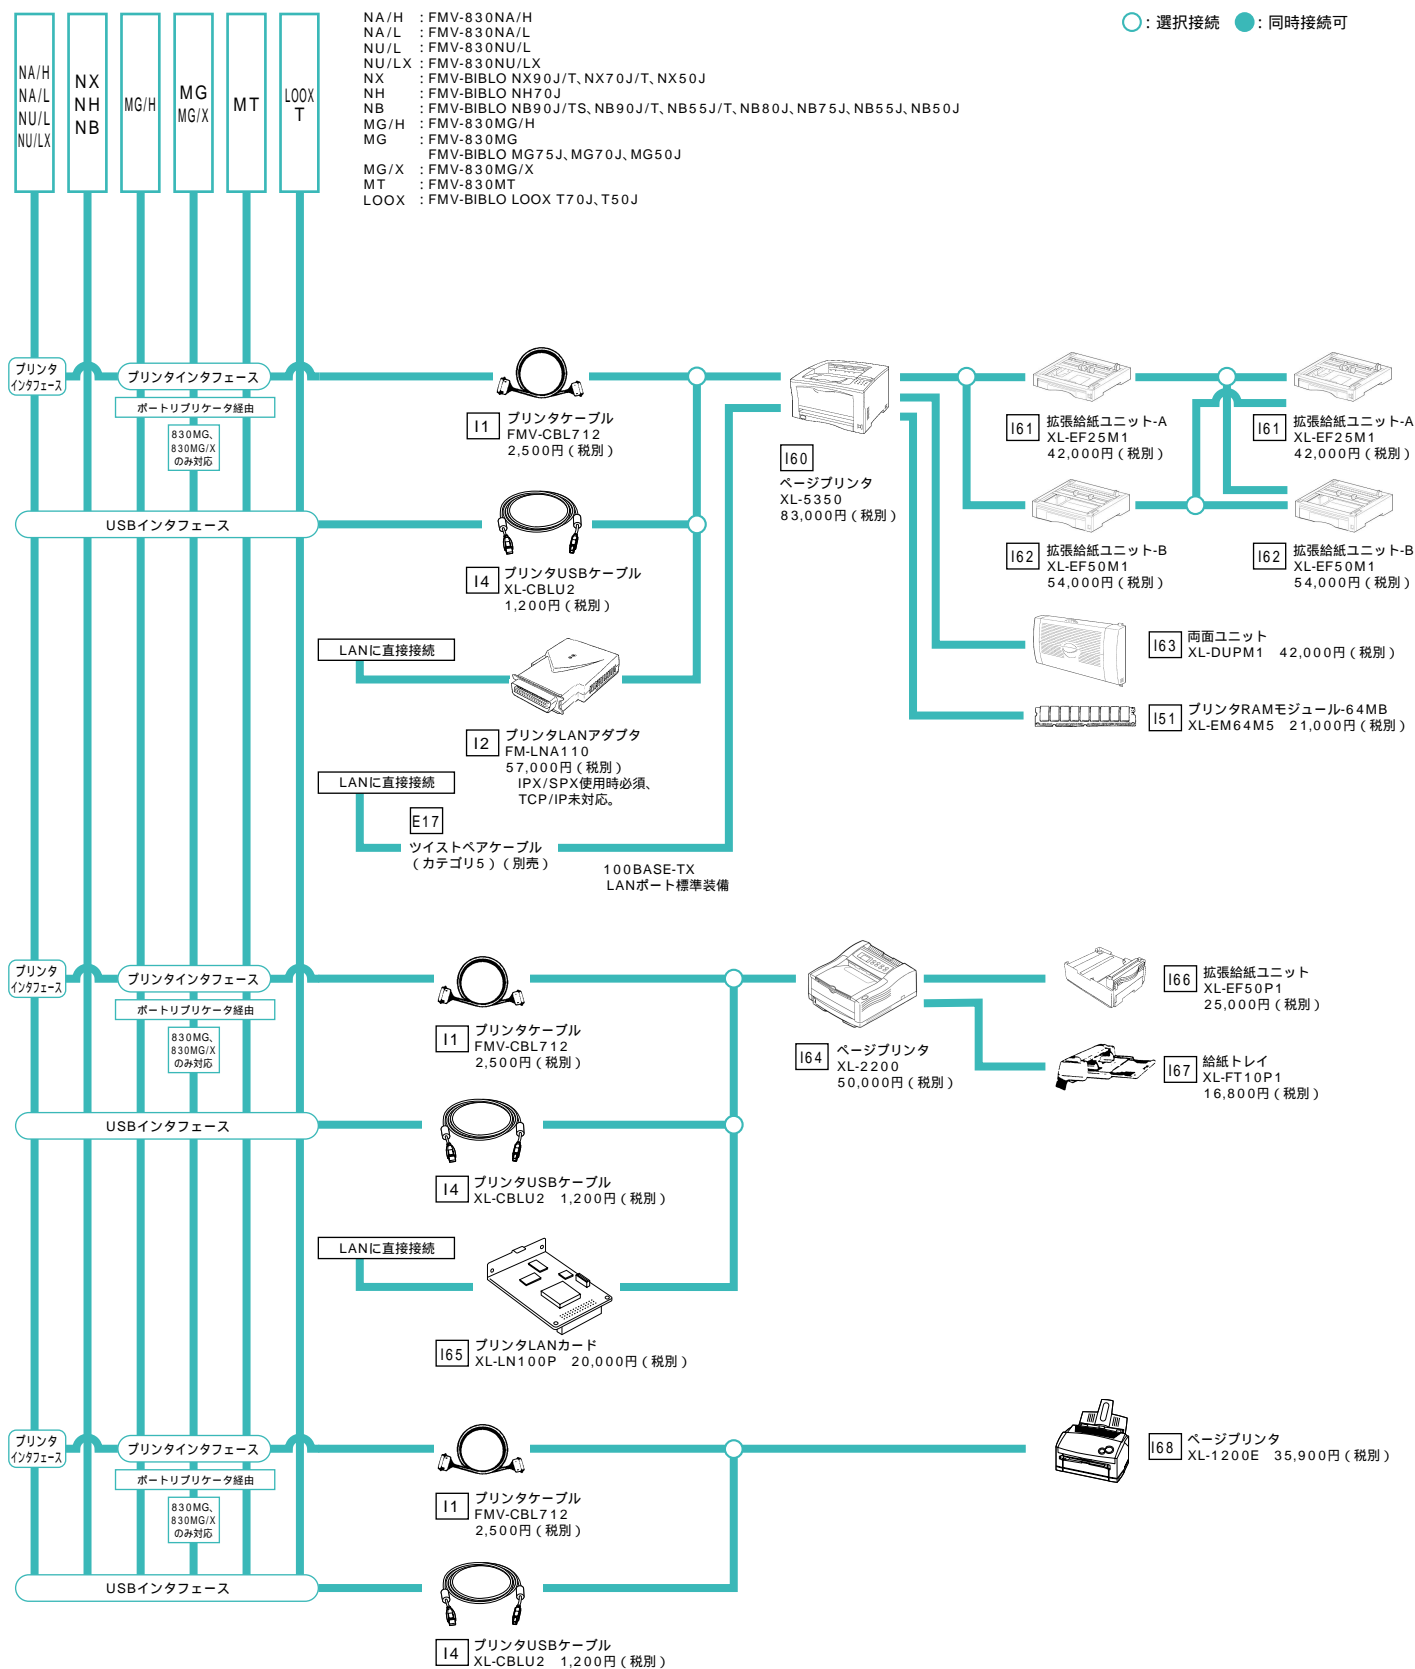 NA/H
NA/L
NU/L
NU/LX
NX
NH
NB
MG/H
MG
MG/X
MT
LOOX
T
NA/H : FMV-830NA/H
NA/L : FMV-830NA/L
NU/L : FMV-830NU/L
NU/LX : FMV-830NU/LX
NX : FMV-BIBLO NX90J/T、NX70J/T、NX50J
NH : FMV-BIBLO NH70J
NB : FMV-BIBLO NB90J/TS、NB90J/T、NB55J/T、NB80J、NB75J、NB55J、NB50J
MG/H : FMV-830MG/H
MG : FMV-830MG
FMV-BIBLO MG75J、MG70J、MG50J
MG/X : FMV-830MG/X
MT : FMV-830MT
LOOX : FMV-BIBLO LOOX T70J、T50J
○ : 選択接続 ● : 同時接続可
プリンタ
インタフェース
プリンタインタフェース
ポートリプリケータ経由
830MG、
830MG/X
のみ対応
I1 プリンタケーブル
FMV-CBL712
2,500円（税別）
USBインタフェース
I4 プリンタUSBケーブル
XL-CBLU2
1,200円（税別）
LANに直接接続
I2 プリンタLANアダプタ
FM-LNA110
57,000円（税別）
IPX/SPX使用時必須、
TCP/IP未対応。
LANに直接接続
E17
ツイストペアケーブル
（カテゴリ5）（別売）
100BASE-TX
LANポート標準装備
I60
ページプリンタ
XL-5350
83,000円（税別）
I61 拡張給紙ユニット-A
XL-EF25M1
42,000円（税別）
I61 拡張給紙ユニット-A
XL-EF25M1
42,000円（税別）
I62 拡張給紙ユニット-B
XL-EF50M1
54,000円（税別）
I62 拡張給紙ユニット-B
XL-EF50M1
54,000円（税別）
I63 両面ユニット
XL-DUPM1 42,000円（税別）
I51 プリンタRAMモジュール-64MB
XL-EM64M5 21,000円（税別）
プリンタ
インタフェース
プリンタインタフェース
ポートリプリケータ経由
830MG、
830MG/X
のみ対応
I1 プリンタケーブル
FMV-CBL712
2,500円（税別）
USBインタフェース
I4 プリンタUSBケーブル
XL-CBLU2 1,200円（税別）
LANに直接接続
I65 プリンタLANカード
XL-LN100P 20,000円（税別）
I64 ページプリンタ
XL-2200
50,000円（税別）
I66 拡張給紙ユニット
XL-EF50P1
25,000円（税別）
I67 給紙トレイ
XL-FT10P1
16,800円（税別）
プリンタ
インタフェース
プリンタインタフェース
ポートリプリケータ経由
830MG、
830MG/X
のみ対応
I1 プリンタケーブル
FMV-CBL712
2,500円（税別）
USBインタフェース
I4 プリンタUSBケーブル
XL-CBLU2 1,200円（税別）
I68 ページプリンタ
XL-1200E 35,900円（税別）